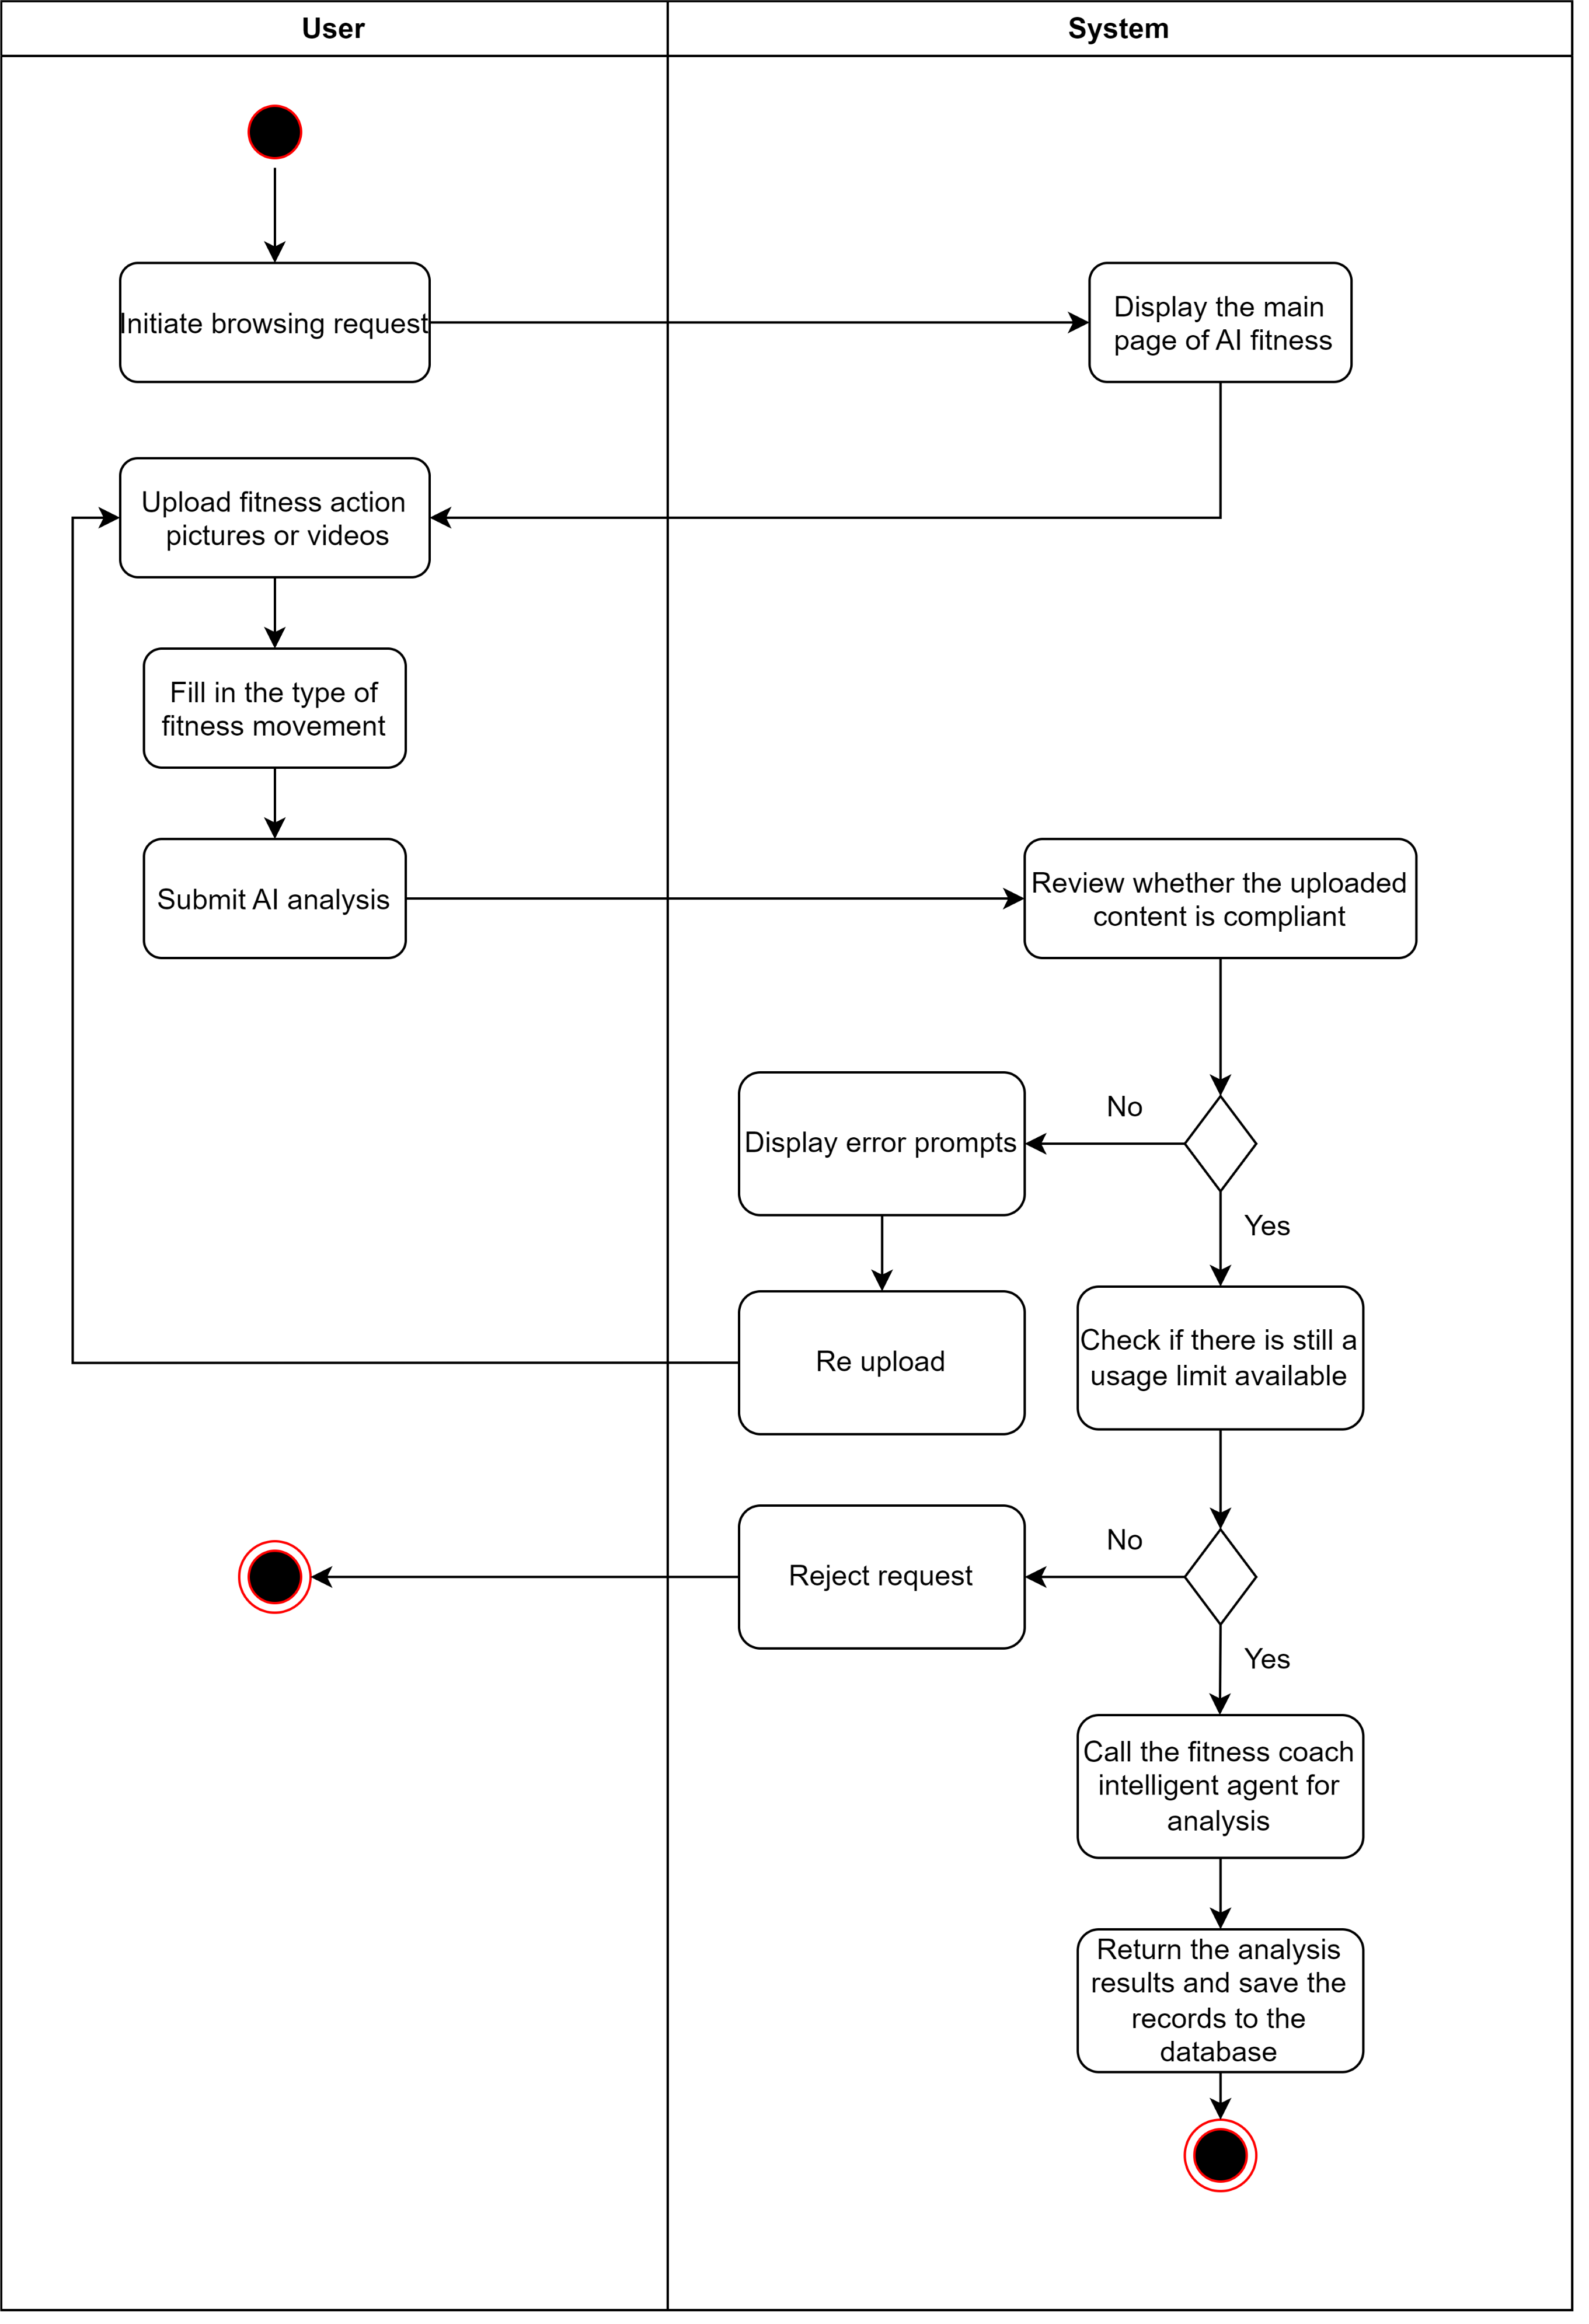 User
System
Initiate browsing request
Display the main
page of AI fitness
Upload fitness action
pictures or videos
Fill in the type of
fitness movement
Submit AI analysis
Review whether the uploaded
content is compliant
No
Display error prompts
Yes
Re upload
Check if there is still a
usage limit available
No
Reject request
Yes
Call the fitness coach
intelligent agent for
analysis
Return the analysis
results and save the
records to the
database